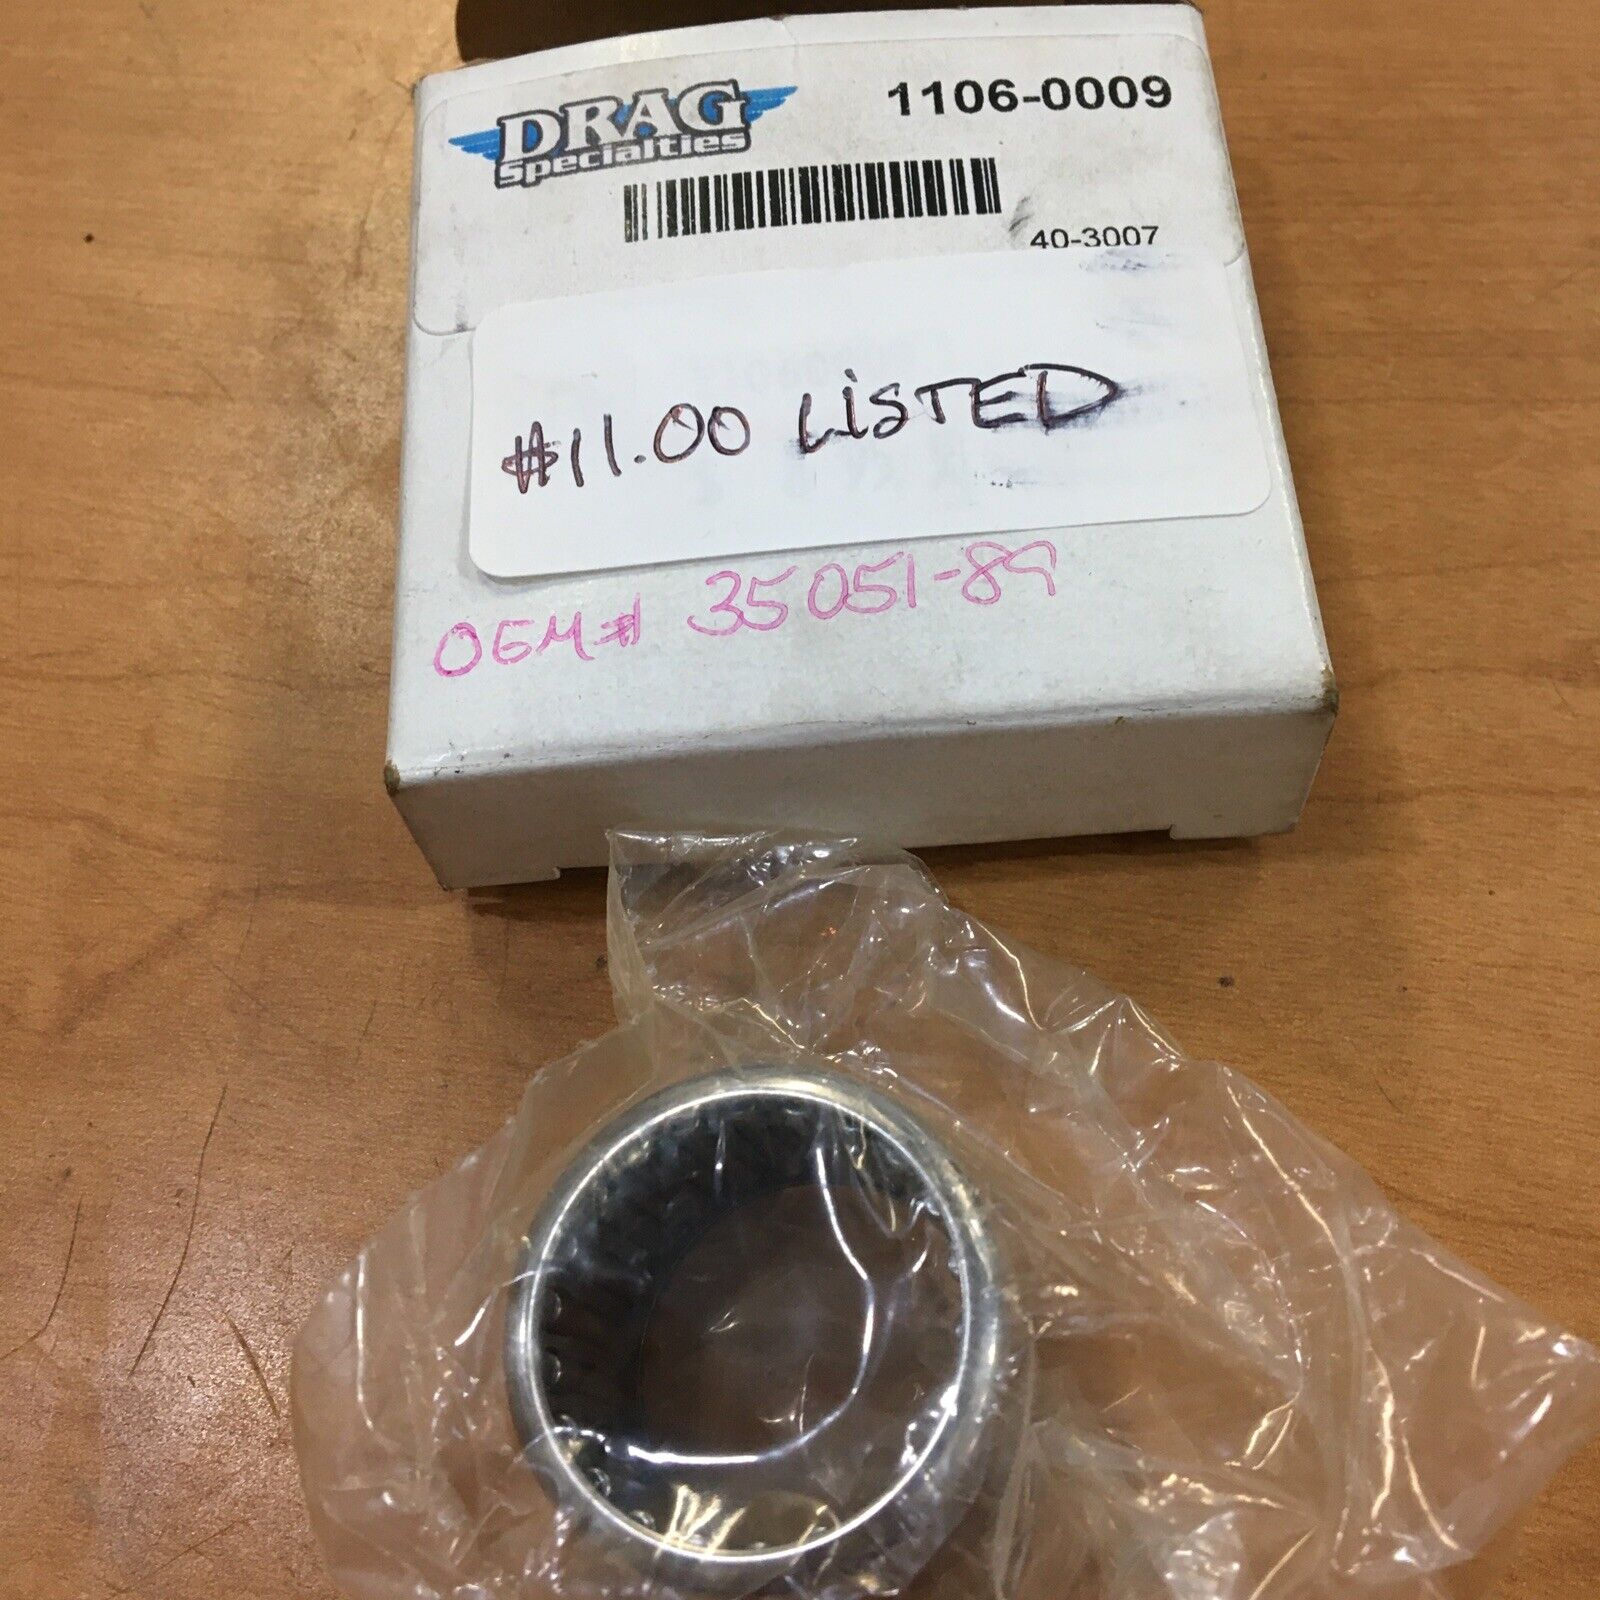 DRAG
Specialties
1106-0009
40-3007
$11.00 LiSTED
OEM# 35051-89